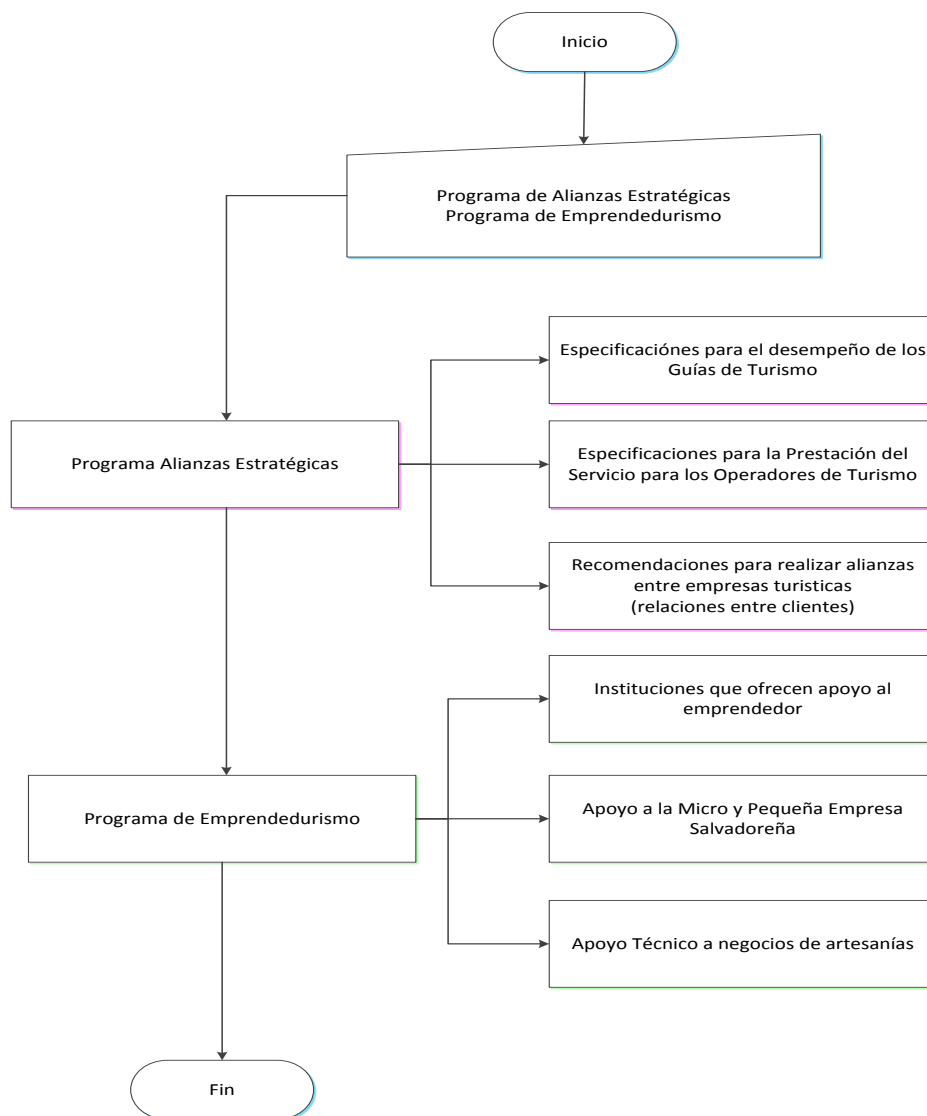 Inicio
Programa de Alianzas Estratégicas
Programa de Emprendedurismo
Especificaciónes para el desempeño de los
Guías de Turismo
Programa Alianzas Estratégicas
Especificaciones para la Prestación del
Servicio para los Operadores de Turismo
Recomendaciones para realizar alianzas
entre empresas turisticas
(relaciones entre clientes)
Instituciones que ofrecen apoyo al
emprendedor
Programa de Emprendedurismo
Apoyo a la Micro y Pequeña Empresa
Salvadoreña
Apoyo Técnico a negocios de artesanías
Fin